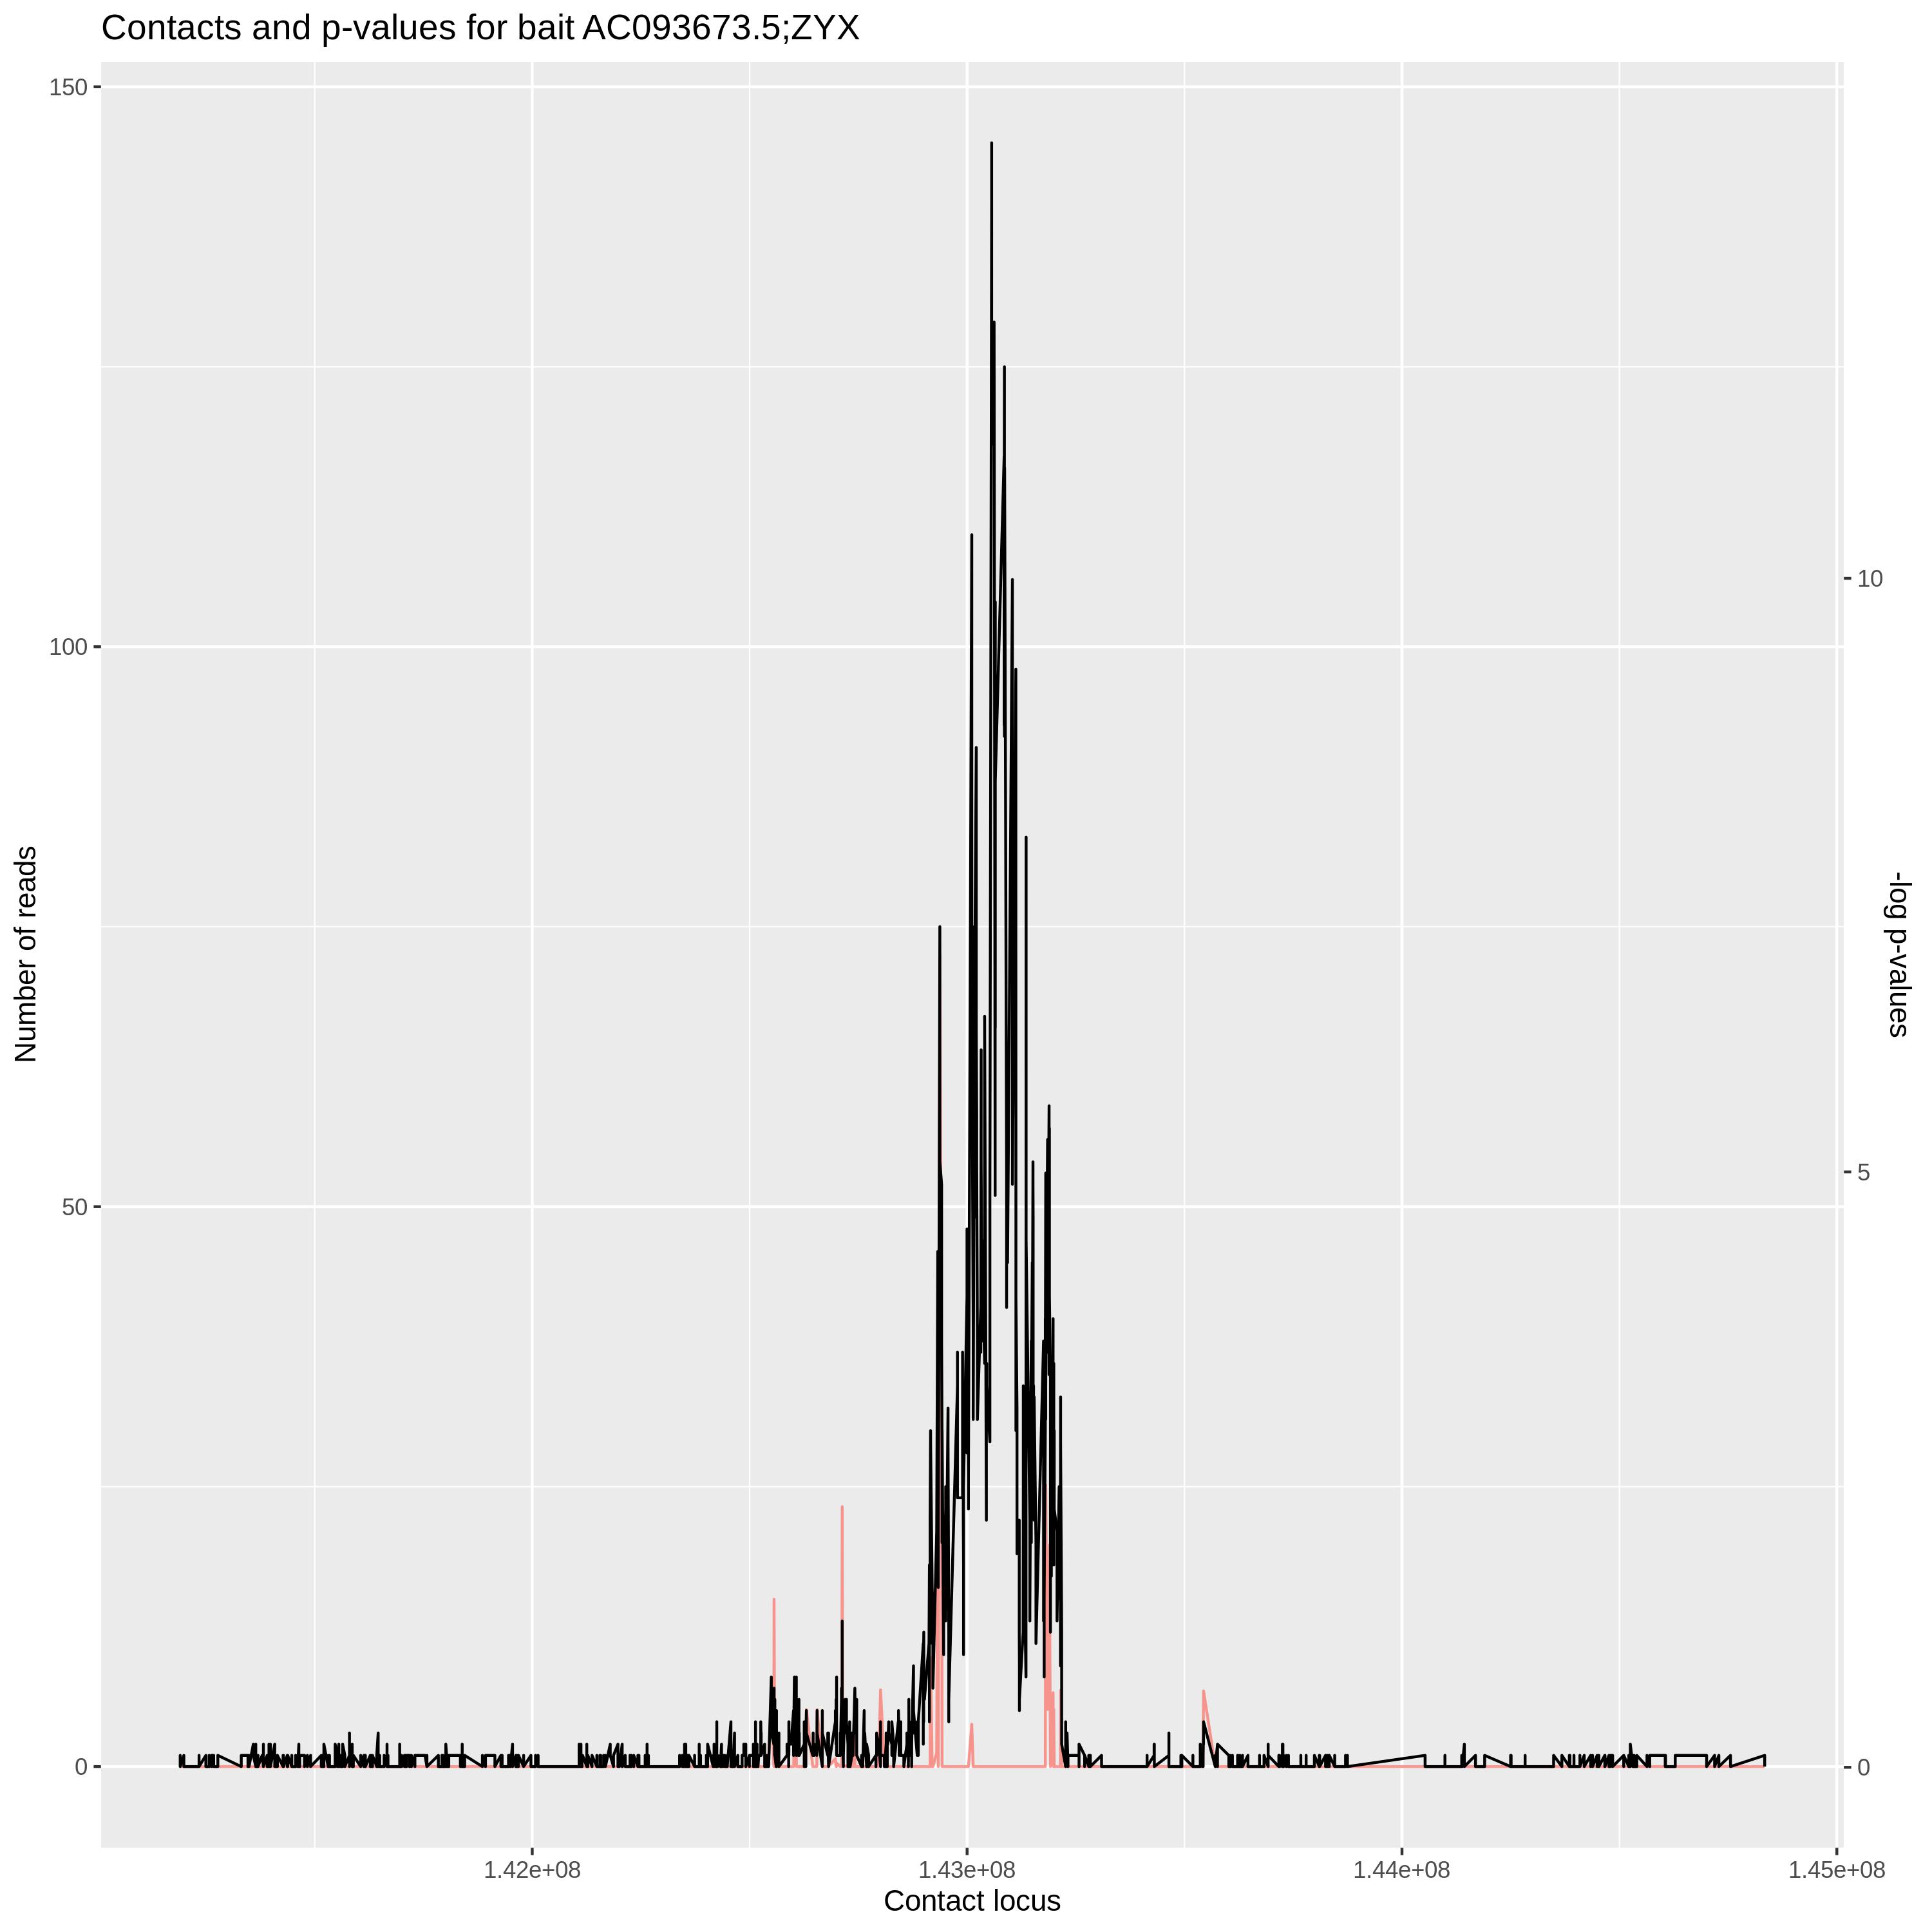 Contacts and p-values for bait AC093673.5;ZYX
150
100
50
0
Number of reads
10
5
0
-log p-values
1.42e+08
1.43e+08
1.44e+08
1.45e+08
Contact locus